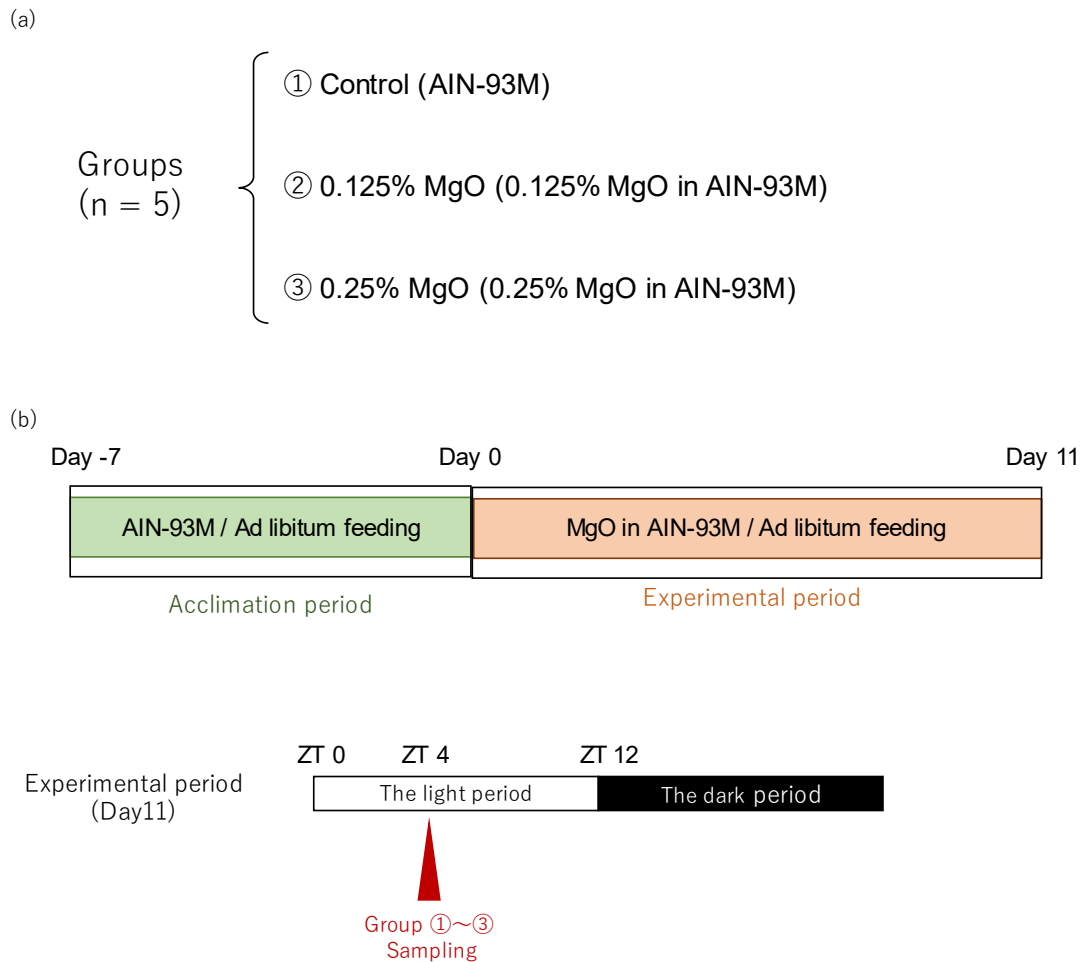 (a)
Groups
(n = 5)
① Control (AIN-93M)
② 0.125% MgO (0.125% MgO in AIN-93M)
③ 0.25% MgO (0.25% MgO in AIN-93M)
(b)
Day -7 Day 0 Day 11
AIN-93M / Ad libitum feeding MgO in AIN-93M / Ad libitum feeding
Acclimation period Experimental period
ZT 0 ZT 4 ZT 12
Experimental period
(Day11)
The light period The dark period
Group ①～③
Sampling